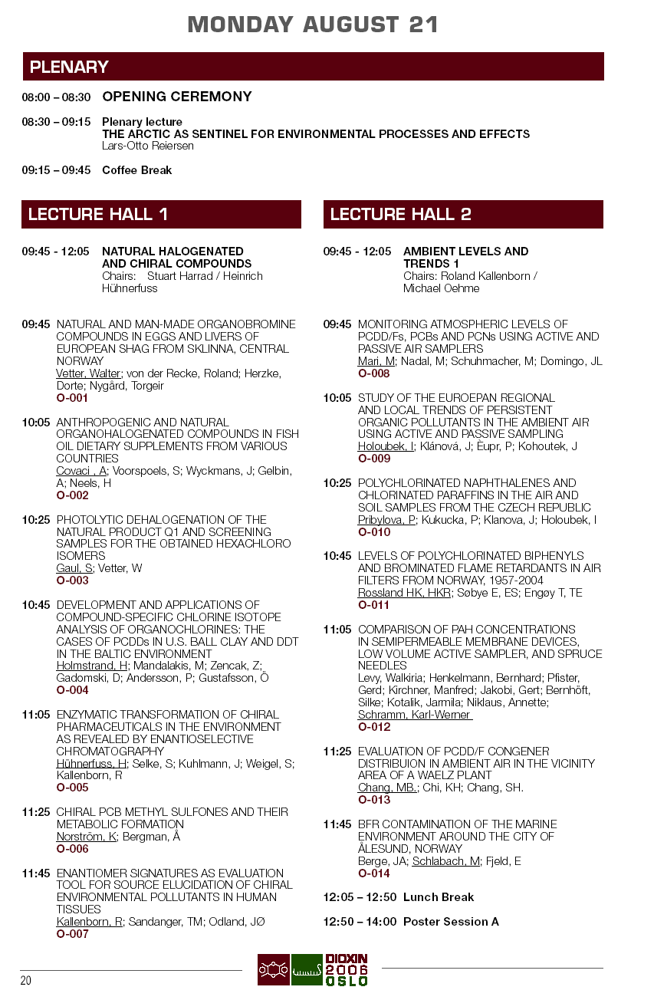 MONDAY AUGUST 21
PLENARY
08:00 – 08:30 OPENING CEREMONY
08:30 – 09:15 Plenary lecture
THE ARCTIC AS SENTINEL FOR ENVIRONMENTAL PROCESSES AND EFFECTS
Lars-Otto Reiersen
09:15 – 09:45 Coffee Break
LECTURE HALL 1
09:45 - 12:05 NATURAL HALOGENATED
AND CHIRAL COMPOUNDS
Chairs: Stuart Harrad / Heinrich
Hühnerfuss
09:45 NATURAL AND MAN-MADE ORGANOBROMINE
COMPOUNDS IN EGGS AND LIVERS OF
EUROPEAN SHAG FROM SKLINNA, CENTRAL
NORWAY
Vetter, Walter; von der Recke, Roland; Herzke,
Dorte; Nygård, Torgeir
O-001
10:05 ANTHROPOGENIC AND NATURAL
ORGANOHALOGENATED COMPOUNDS IN FISH
OIL DIETARY SUPPLEMENTS FROM VARIOUS
COUNTRIES
Covaci , A; Voorspoels, S; Wyckmans, J; Gelbin,
A; Neels, H
O-002
10:25 PHOTOLYTIC DEHALOGENATION OF THE
NATURAL PRODUCT Q1 AND SCREENING
SAMPLES FOR THE OBTAINED HEXACHLORO
ISOMERS
Gaul, S; Vetter, W
O-003
10:45 DEVELOPMENT AND APPLICATIONS OF
COMPOUND-SPECIFIC CHLORINE ISOTOPE
ANALYSIS OF ORGANOCHLORINES: THE
CASES OF PCDDs IN U.S. BALL CLAY AND DDT
IN THE BALTIC ENVIRONMENT
Holmstrand, H; Mandalakis, M; Zencak, Z;
Gadomski, D; Andersson, P; Gustafsson, Ö
O-004
11:05 ENZYMATIC TRANSFORMATION OF CHIRAL
PHARMACEUTICALS IN THE ENVIRONMENT
AS REVEALED BY ENANTIOSELECTIVE
CHROMATOGRAPHY
Hühnerfuss, H; Selke, S; Kuhlmann, J; Weigel, S;
Kallenborn, R
O-005
11:25 CHIRAL PCB METHYL SULFONES AND THEIR
METABOLIC FORMATION
Norström, K; Bergman, Å
O-006
11:45 ENANTIOMER SIGNATURES AS EVALUATION
TOOL FOR SOURCE ELUCIDATION OF CHIRAL
ENVIRONMENTAL POLLUTANTS IN HUMAN
TISSUES
Kallenborn, R; Sandanger, TM; Odland, JØ
O-007
LECTURE HALL 2
09:45 - 12:05 AMBIENT LEVELS AND
TRENDS 1
Chairs: Roland Kallenborn /
Michael Oehme
09:45 MONITORING ATMOSPHERIC LEVELS OF
PCDD/Fs, PCBs AND PCNs USING ACTIVE AND
PASSIVE AIR SAMPLERS
Mari, M; Nadal, M; Schuhmacher, M; Domingo, JL
O-008
10:05 STUDY OF THE EUROEPAN REGIONAL
AND LOCAL TRENDS OF PERSISTENT
ORGANIC POLLUTANTS IN THE AMBIENT AIR
USING ACTIVE AND PASSIVE SAMPLING
Holoubek, I; Klánová, J; Èupr, P; Kohoutek, J
O-009
10:25 POLYCHLORINATED NAPHTHALENES AND
CHLORINATED PARAFFINS IN THE AIR AND
SOIL SAMPLES FROM THE CZECH REPUBLIC
Pribylova, P; Kukucka, P; Klanova, J; Holoubek, I
O-010
10:45 LEVELS OF POLYCHLORINATED BIPHENYLS
AND BROMINATED FLAME RETARDANTS IN AIR
FILTERS FROM NORWAY, 1957-2004
Rossland HK, HKR; Søbye E, ES; Engøy T, TE
O-011
11:05 COMPARISON OF PAH CONCENTRATIONS
IN SEMIPERMEABLE MEMBRANE DEVICES,
LOW VOLUME ACTIVE SAMPLER, AND SPRUCE
NEEDLES
Levy, Walkiria; Henkelmann, Bernhard; Pfister,
Gerd; Kirchner, Manfred; Jakobi, Gert; Bernhöft,
Silke; Kotalik, Jarmila; Niklaus, Annette;
Schramm, Karl-Werner
O-012
11:25 EVALUATION OF PCDD/F CONGENER
DISTRIBUION IN AMBIENT AIR IN THE VICINITY
AREA OF A WAELZ PLANT
Chang, MB.; Chi, KH; Chang, SH.
O-013
11:45 BFR CONTAMINATION OF THE MARINE
ENVIRONMENT AROUND THE CITY OF
ÅLESUND, NORWAY
Berge, JA; Schlabach, M; Fjeld, E
O-014
12:05 – 12:50 Lunch Break
12:50 – 14:00 Poster Session A
20
DIOXIN
2006
OSLO